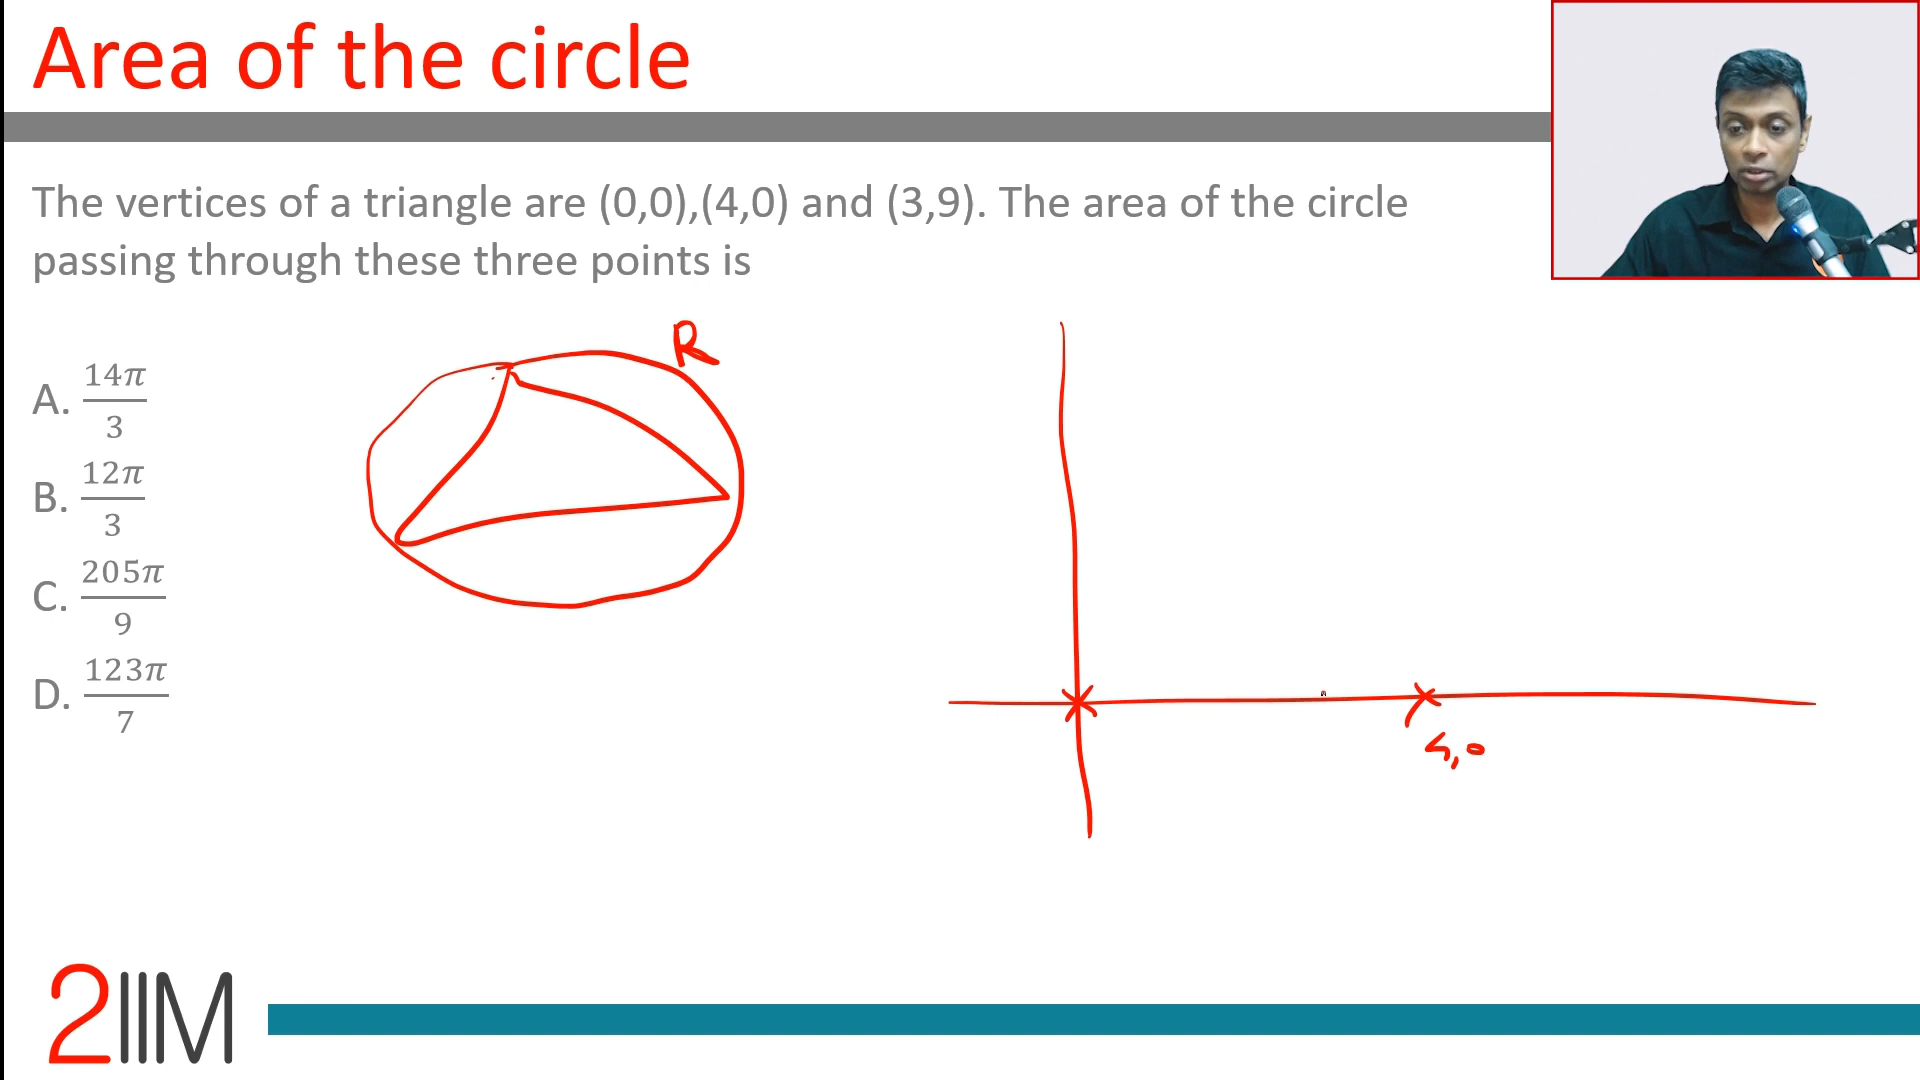 Area of the circle
The vertices of a triangle are (0,0),(4,0) and (3,9). The area of the circle
passing through these three points is
R
A. 14π/3
B. 12π/3
C. 205π/9
D. 123π/7
4,0
2IIM